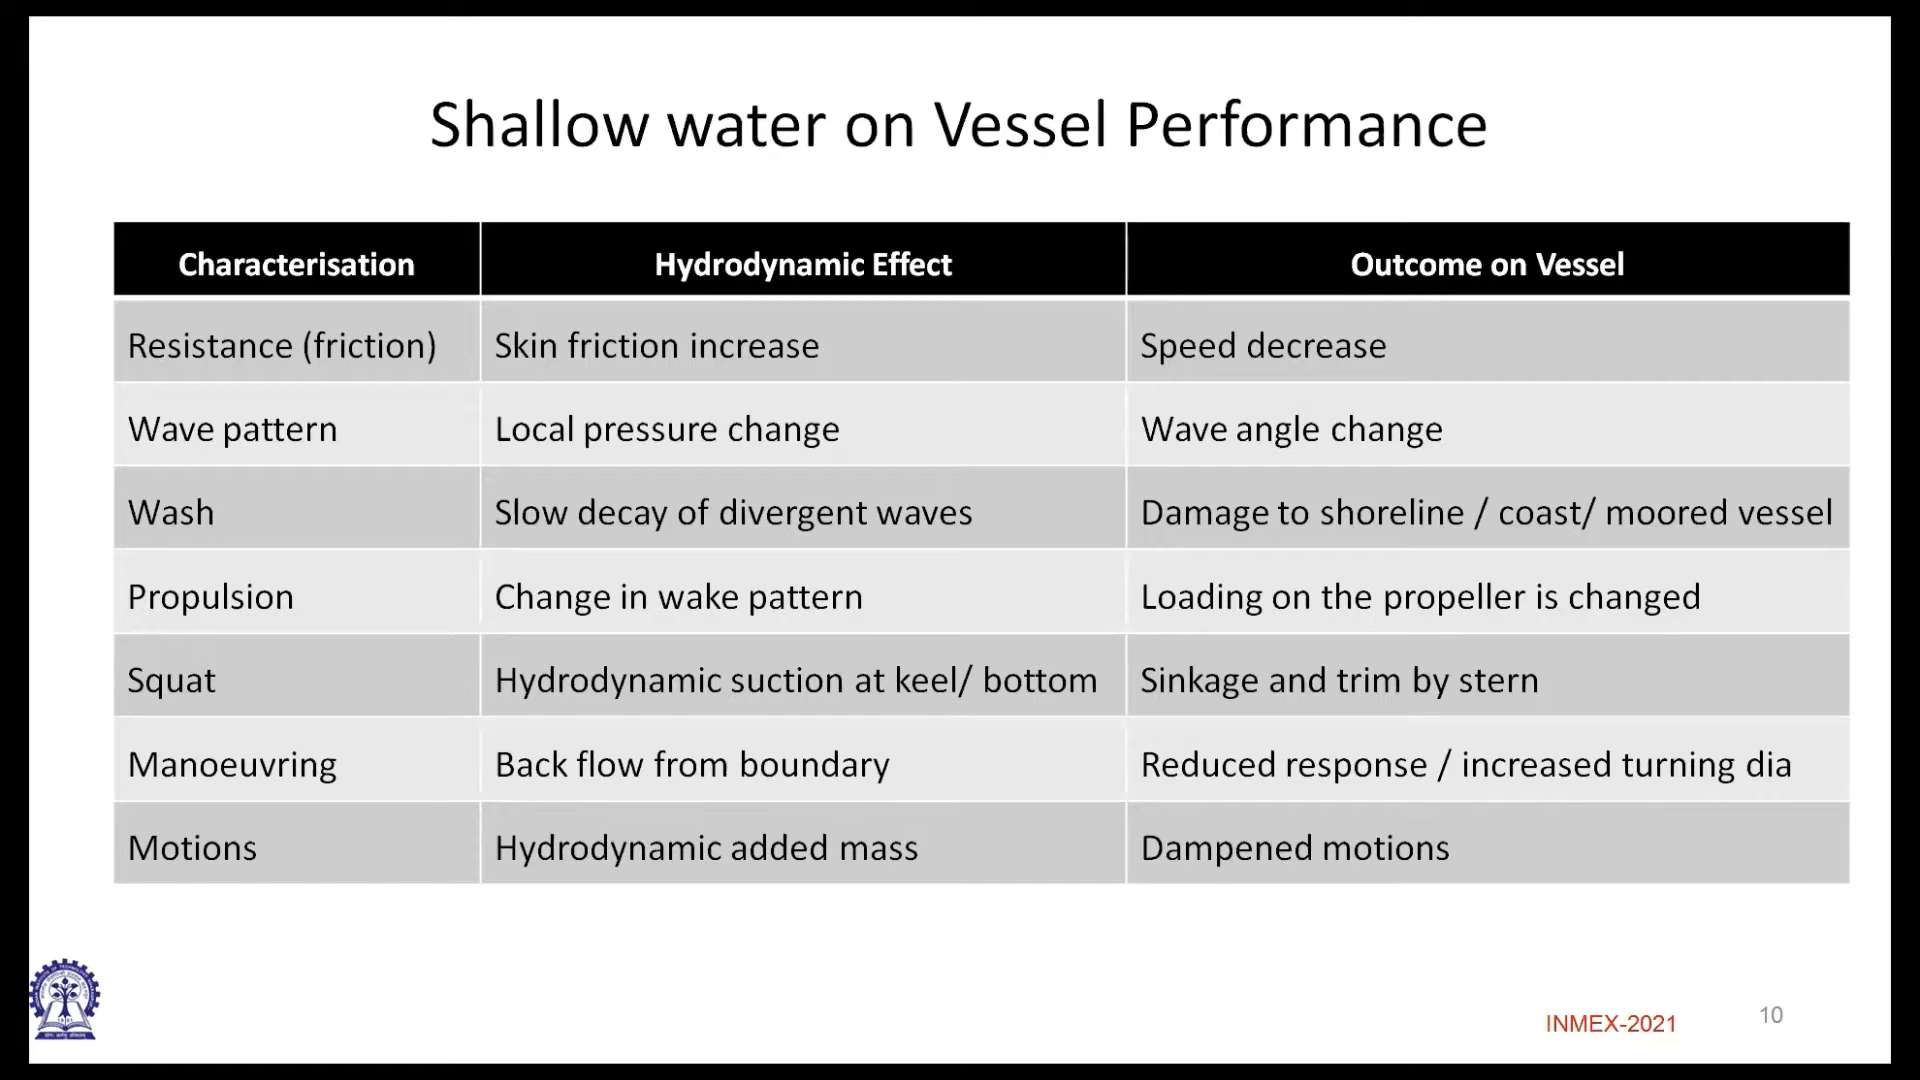 Shallow water on Vessel Performance
Characterisation Hydrodynamic Effect Outcome on Vessel
Resistance (friction) Skin friction increase Speed decrease
Wave pattern Local pressure change Wave angle change
Wash Slow decay of divergent waves Damage to shoreline / coast/ moored vessel
Propulsion Change in wake pattern Loading on the propeller is changed
Squat Hydrodynamic suction at keel/ bottom Sinkage and trim by stern
Manoeuvring Back flow from boundary Reduced response / increased turning dia
Motions Hydrodynamic added mass Dampened motions
INMEX-2021 10